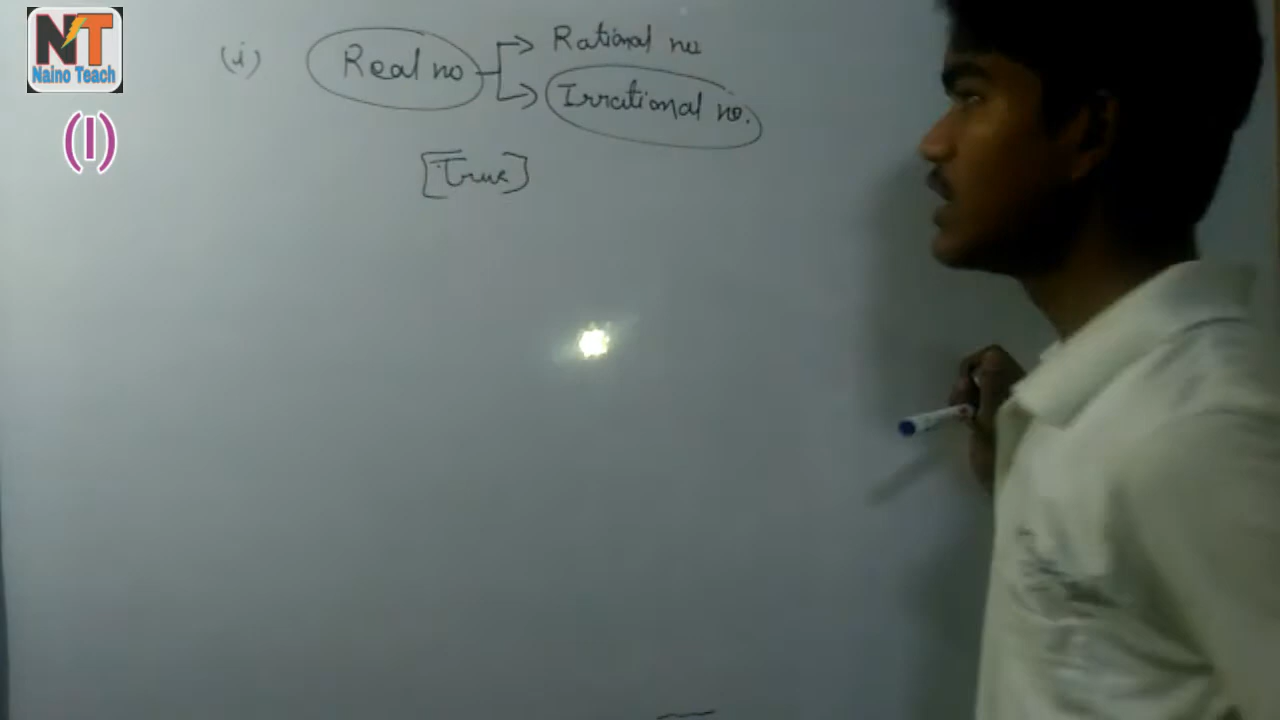 NT
Naino Teach
(I)
(i) Real no → Rational no
→ Irrational no.
[True]